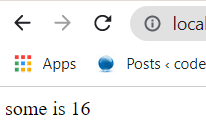 local
Apps
Posts ‹ code
some is 16